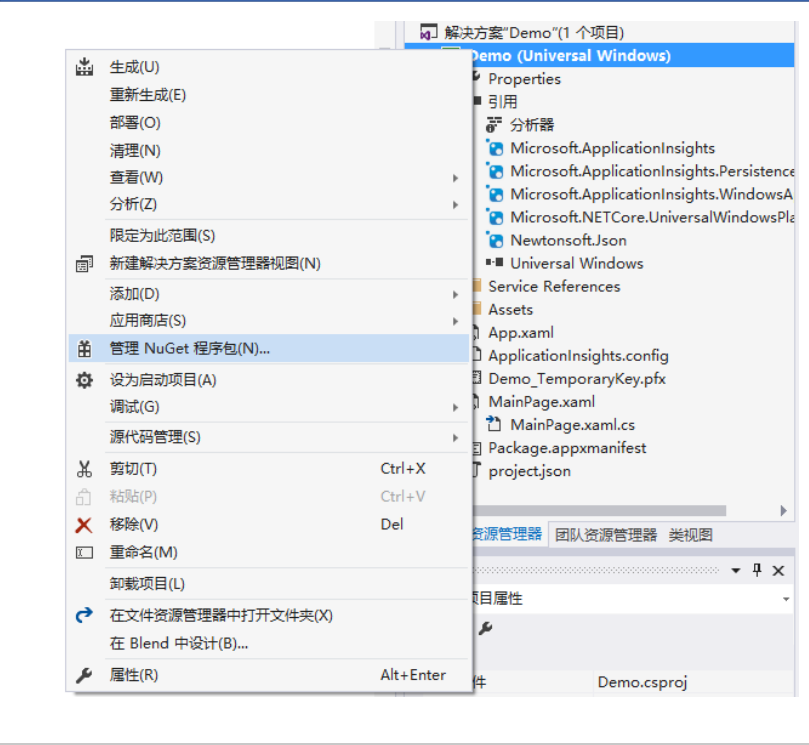 解决方案"Demo"(1 个项目)
Demo (Universal Windows)
Properties
引用
分析器
Microsoft.ApplicationInsights
Microsoft.ApplicationInsights.Persistence
Microsoft.ApplicationInsights.WindowsA
Microsoft.NETCore.UniversalWindowsPla
Newtonsoft.Json
Universal Windows
Service References
Assets
App.xaml
ApplicationInsights.config
Demo_TemporaryKey.pfx
MainPage.xaml
MainPage.xaml.cs
Package.appxmanifest
project.json
生成(U)
重新生成(E)
部署(O)
清理(N)
查看(W)
分析(Z)
限定为此范围(S)
新建解决方案资源管理器视图(N)
添加(D)
应用商店(S)
管理 NuGet 程序包(N)...
设为启动项目(A)
调试(G)
源代码管理(S)
剪切(T) Ctrl+X
粘贴(P) Ctrl+V
移除(V) Del
重命名(M)
卸载项目(L)
在文件资源管理器中打开文件夹(X)
在 Blend 中设计(B)...
属性(R) Alt+Enter
资源管理器 团队资源管理器 类视图
项目属性
件 Demo.csproj